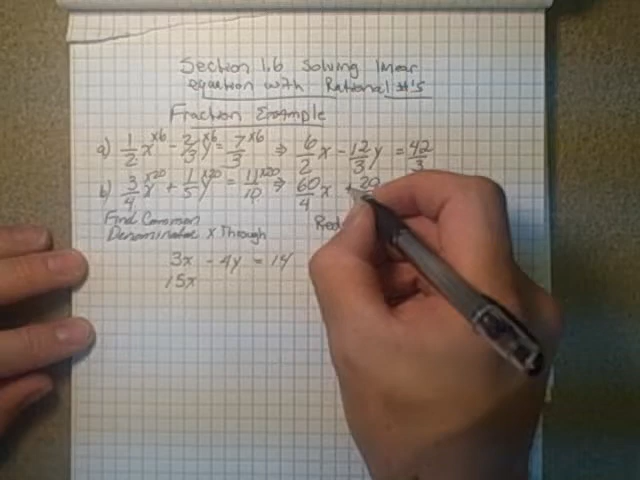 Section 1.6 Solving linear
equation with Rational #'s
Fraction Example
a) 1/2 x ×6 - 2/3 y ×6 = 7/3 ×6 ⇒ 6/2 x - 12/3 y = 42/3
b) 3/4 x ×20 + 1/5 y ×20 = 11/10 ×20 ⇒ 60/4 x + 20
Find Common
Denominator x Through
3x - 4y = 14
15x